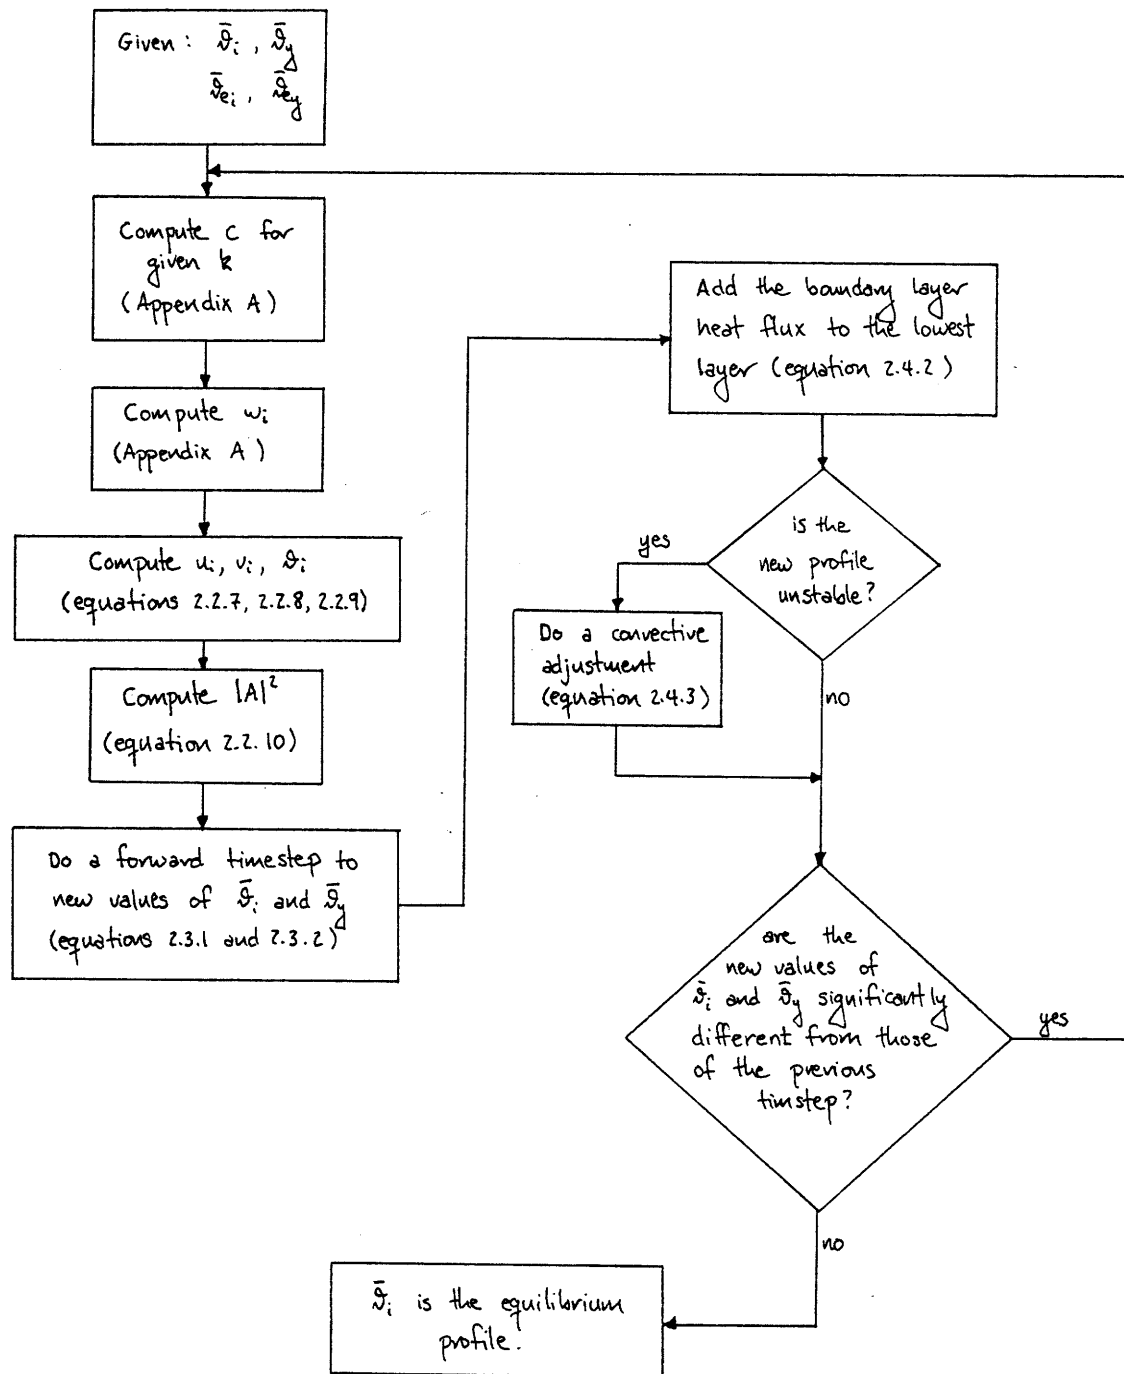 Given : ϑ̄ᵢ , ϑ̄y
ϑ̄eᵢ , ϑ̄ey
Compute c for
given k
(Appendix A)
Compute wᵢ
(Appendix A)
Compute uᵢ, vᵢ, ϑᵢ
(equations 2.2.7, 2.2.8, 2.2.9)
Compute |A|²
(equation 2.2.10)
Do a forward timestep to
new values of ϑ̄ᵢ and ϑ̄y
(equations 2.3.1 and 2.3.2)
Add the boundary layer
heat flux to the lowest
layer (equation 2.4.2)
is the
new profile
unstable?
yes
Do a convective
adjustment
(equation 2.4.3)
no
are the
new values of
ϑ̄ᵢ and ϑ̄y significantly
different from those
of the previous
timstep?
yes
no
ϑ̄ᵢ is the equilibrium
profile.